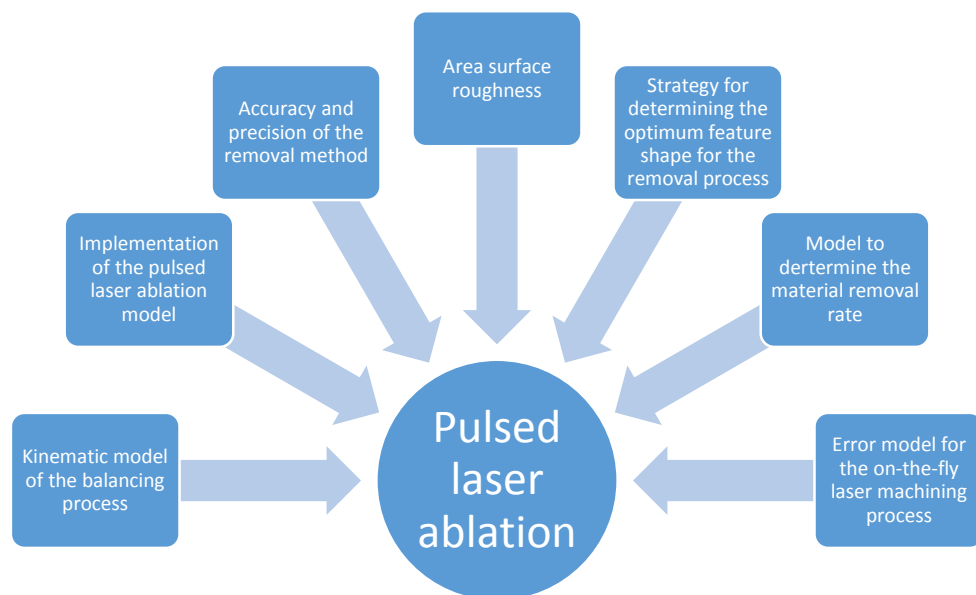 Area surface
roughness
Accuracy and
precision of the
removal method
Strategy for
determining the
optimum feature
shape for the
removal process
Implementation
of the pulsed
laser ablation
model
Model to
dertermine the
material removal
rate
Kinematic model
of the balancing
process
Pulsed
laser
ablation
Error model for
the on-the-fly
laser machining
process